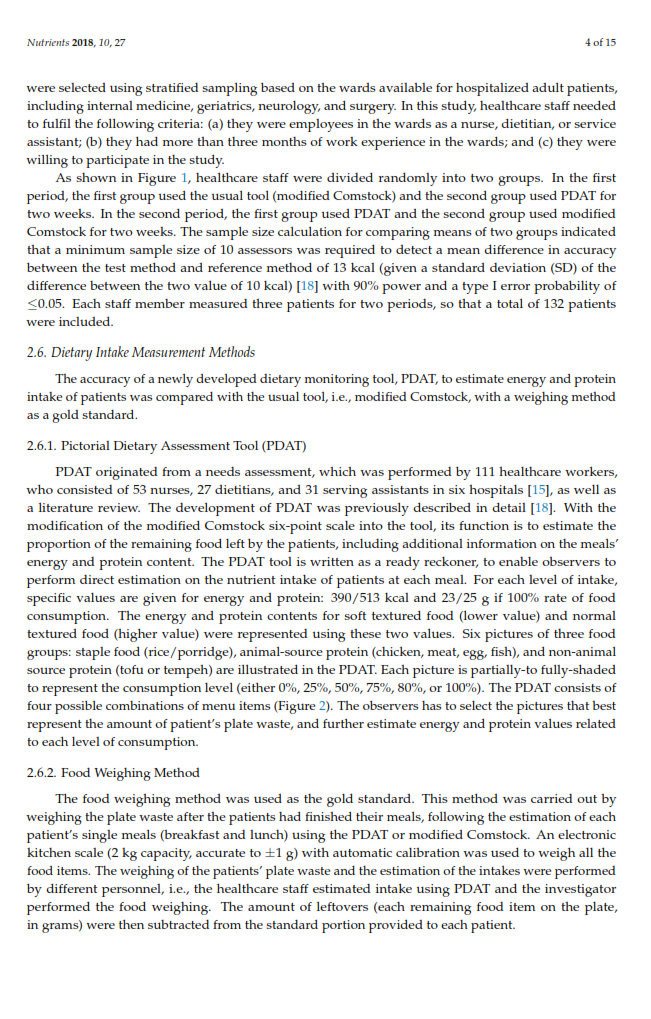 Nutrients 2018, 10, 27
4 of 15
were selected using stratified sampling based on the wards available for hospitalized adult patients,
including internal medicine, geriatrics, neurology, and surgery. In this study, healthcare staff needed
to fulfil the following criteria: (a) they were employees in the wards as a nurse, dietitian, or service
assistant; (b) they had more than three months of work experience in the wards; and (c) they were
willing to participate in the study.
As shown in Figure 1, healthcare staff were divided randomly into two groups. In the first
period, the first group used the usual tool (modified Comstock) and the second group used PDAT for
two weeks. In the second period, the first group used PDAT and the second group used modified
Comstock for two weeks. The sample size calculation for comparing means of two groups indicated
that a minimum sample size of 10 assessors was required to detect a mean difference in accuracy
between the test method and reference method of 13 kcal (given a standard deviation (SD) of the
difference between the two value of 10 kcal) [18] with 90% power and a type I error probability of
≤0.05. Each staff member measured three patients for two periods, so that a total of 132 patients
were included.
2.6. Dietary Intake Measurement Methods
The accuracy of a newly developed dietary monitoring tool, PDAT, to estimate energy and protein
intake of patients was compared with the usual tool, i.e., modified Comstock, with a weighing method
as a gold standard.
2.6.1. Pictorial Dietary Assessment Tool (PDAT)
PDAT originated from a needs assessment, which was performed by 111 healthcare workers,
who consisted of 53 nurses, 27 dietitians, and 31 serving assistants in six hospitals [15], as well as
a literature review. The development of PDAT was previously described in detail [18]. With the
modification of the modified Comstock six-point scale into the tool, its function is to estimate the
proportion of the remaining food left by the patients, including additional information on the meals'
energy and protein content. The PDAT tool is written as a ready reckoner, to enable observers to
perform direct estimation on the nutrient intake of patients at each meal. For each level of intake,
specific values are given for energy and protein: 390/513 kcal and 23/25 g if 100% rate of food
consumption. The energy and protein contents for soft textured food (lower value) and normal
textured food (higher value) were represented using these two values. Six pictures of three food
groups: staple food (rice/porridge), animal-source protein (chicken, meat, egg, fish), and non-animal
source protein (tofu or tempeh) are illustrated in the PDAT. Each picture is partially-to fully-shaded
to represent the consumption level (either 0%, 25%, 50%, 75%, 80%, or 100%). The PDAT consists of
four possible combinations of menu items (Figure 2). The observers has to select the pictures that best
represent the amount of patient's plate waste, and further estimate energy and protein values related
to each level of consumption.
2.6.2. Food Weighing Method
The food weighing method was used as the gold standard. This method was carried out by
weighing the plate waste after the patients had finished their meals, following the estimation of each
patient's single meals (breakfast and lunch) using the PDAT or modified Comstock. An electronic
kitchen scale (2 kg capacity, accurate to ±1 g) with automatic calibration was used to weigh all the
food items. The weighing of the patients' plate waste and the estimation of the intakes were performed
by different personnel, i.e., the healthcare staff estimated intake using PDAT and the investigator
performed the food weighing. The amount of leftovers (each remaining food item on the plate,
in grams) were then subtracted from the standard portion provided to each patient.